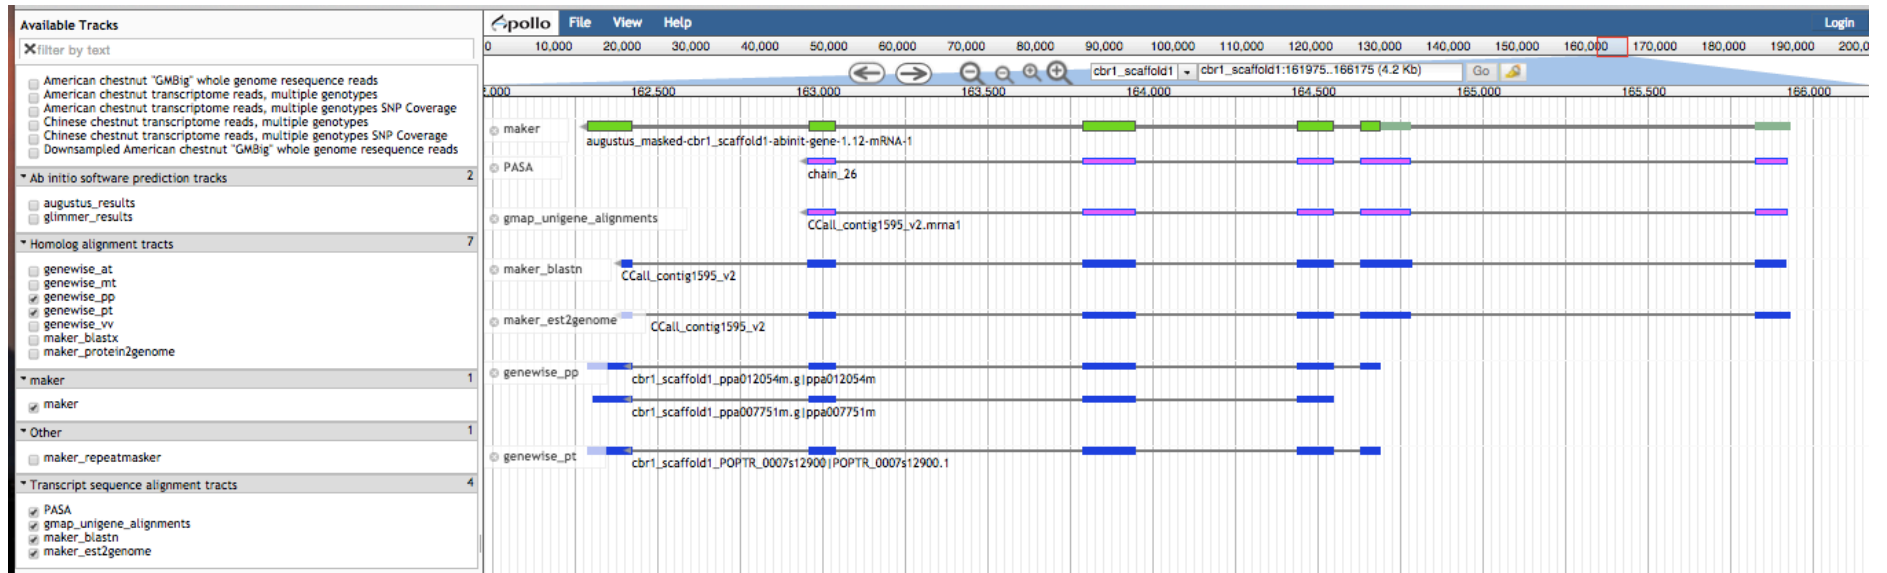 Available Tracks
filter by text
American chestnut "GMBig" whole genome resequence reads
American chestnut transcriptome reads, multiple genotypes
American chestnut transcriptome reads, multiple genotypes SNP Coverage
Chinese chestnut transcriptome reads, multiple genotypes
Chinese chestnut transcriptome reads, multiple genotypes SNP Coverage
Downsampled American chestnut "GMBig" whole genome resequence reads
Ab initio software prediction tracks 2
augustus_results
glimmer_results
Homolog alignment tracts 7
genewise_at
genewise_mt
genewise_pp
genewise_pt
genewise_vv
maker_blastx
maker_protein2genome
maker 1
maker
Other 1
maker_repeatmasker
Transcript sequence alignment tracts 4
PASA
gmap_unigene_alignments
maker_blastn
maker_est2genome
Apollo File View Help Login
0 10,000 20,000 30,000 40,000 50,000 60,000 70,000 80,000 90,000 100,000 110,000 120,000 130,000 140,000 150,000 160,000 170,000 180,000 190,000 200,0
cbr1_scaffold1 cbr1_scaffold1:161975..166175 (4.2 Kb) Go
2,000 162,500 163,000 163,500 164,000 164,500 165,000 165,500 166,000
maker
augustus_masked-cbr1_scaffold1-abinit-gene-1.12-mRNA-1
PASA
chain_26
gmap_unigene_alignments
CCall_contig1595_v2.mrna1
maker_blastn
CCall_contig1595_v2
maker_est2genome
CCall_contig1595_v2
genewise_pp
cbr1_scaffold1_ppa012054m.g|ppa012054m
cbr1_scaffold1_ppa007751m.g|ppa007751m
genewise_pt
cbr1_scaffold1_POPTR_0007s12900|POPTR_0007s12900.1